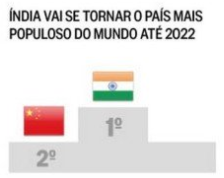 ÍNDIA VAI SE TORNAR O PAÍS MAIS
POPULOSO DO MUNDO ATÉ 2022
1º
2º